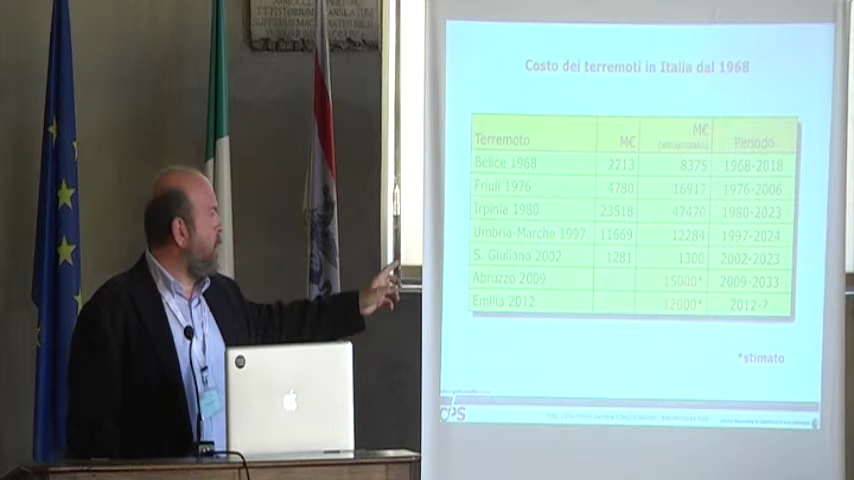 SUPREMUS MAG
Costo dei terremoti in Italia dal 1968
Terremoto M€ M€ Periodo
Belice 1968 2213 8375 1968-2018
Friuli 1976 4780 16917 1976-2006
Irpinia 1980 23518 47470 1980-2023
Umbria-Marche 1997 11669 12284 1997-2024
S. Giuliano 2002 1281 1300 2002-2023
Abruzzo 2009 15000* 2009-2033
Emilia 2012 12000* 2012-?
*stimato